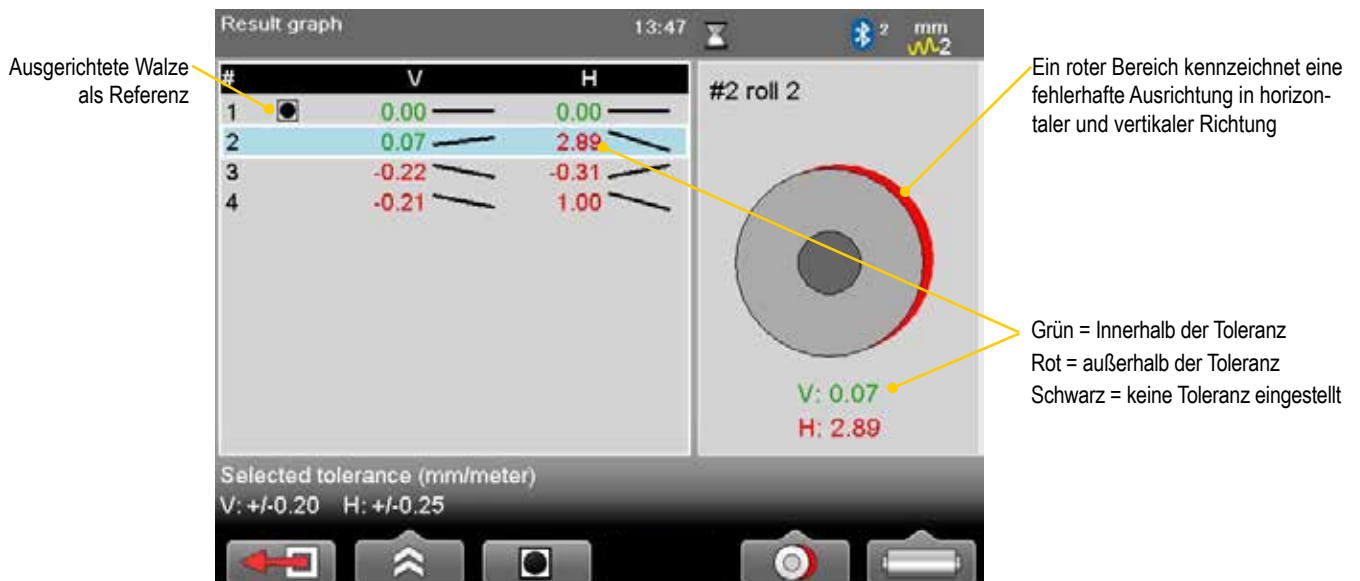 Result graph 13:47 2 mm
2
Ausgerichtete Walze
als Referenz
# V H
1 0.00 0.00
2 0.07 2.89
3 -0.22 -0.31
4 -0.21 1.00
#2 roll 2
V: 0.07
H: 2.89
Ein roter Bereich kennzeichnet eine
fehlerhafte Ausrichtung in horizon-
taler und vertikaler Richtung
Grün = Innerhalb der Toleranz
Rot = außerhalb der Toleranz
Schwarz = keine Toleranz eingestellt
Selected tolerance (mm/meter)
V: +/-0.20 H: +/-0.25